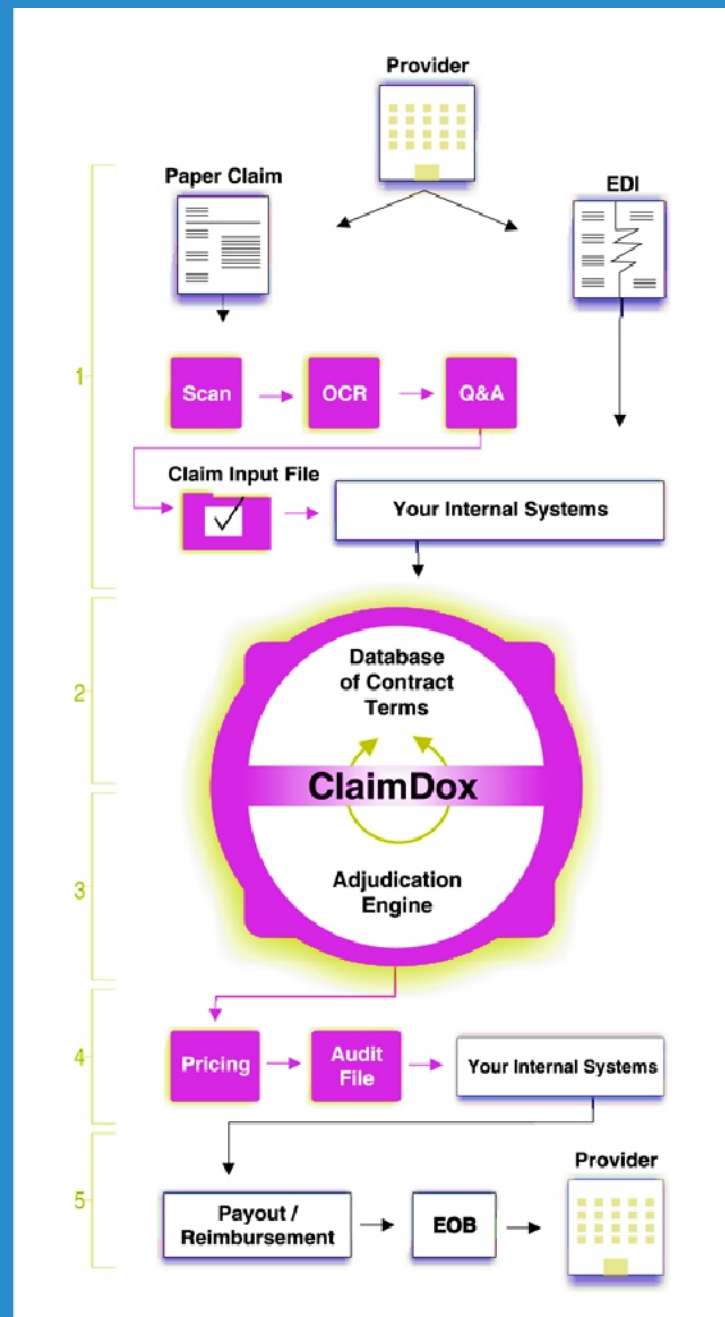 Provider
Paper Claim
EDI
1
Scan
OCR
Q&A
Claim Input File
Your Internal Systems
2
Database
of Contract
Terms
ClaimDox
3
Adjudication
Engine
4
Pricing
Audit
File
Your Internal Systems
5
Payout /
Reimbursement
EOB
Provider